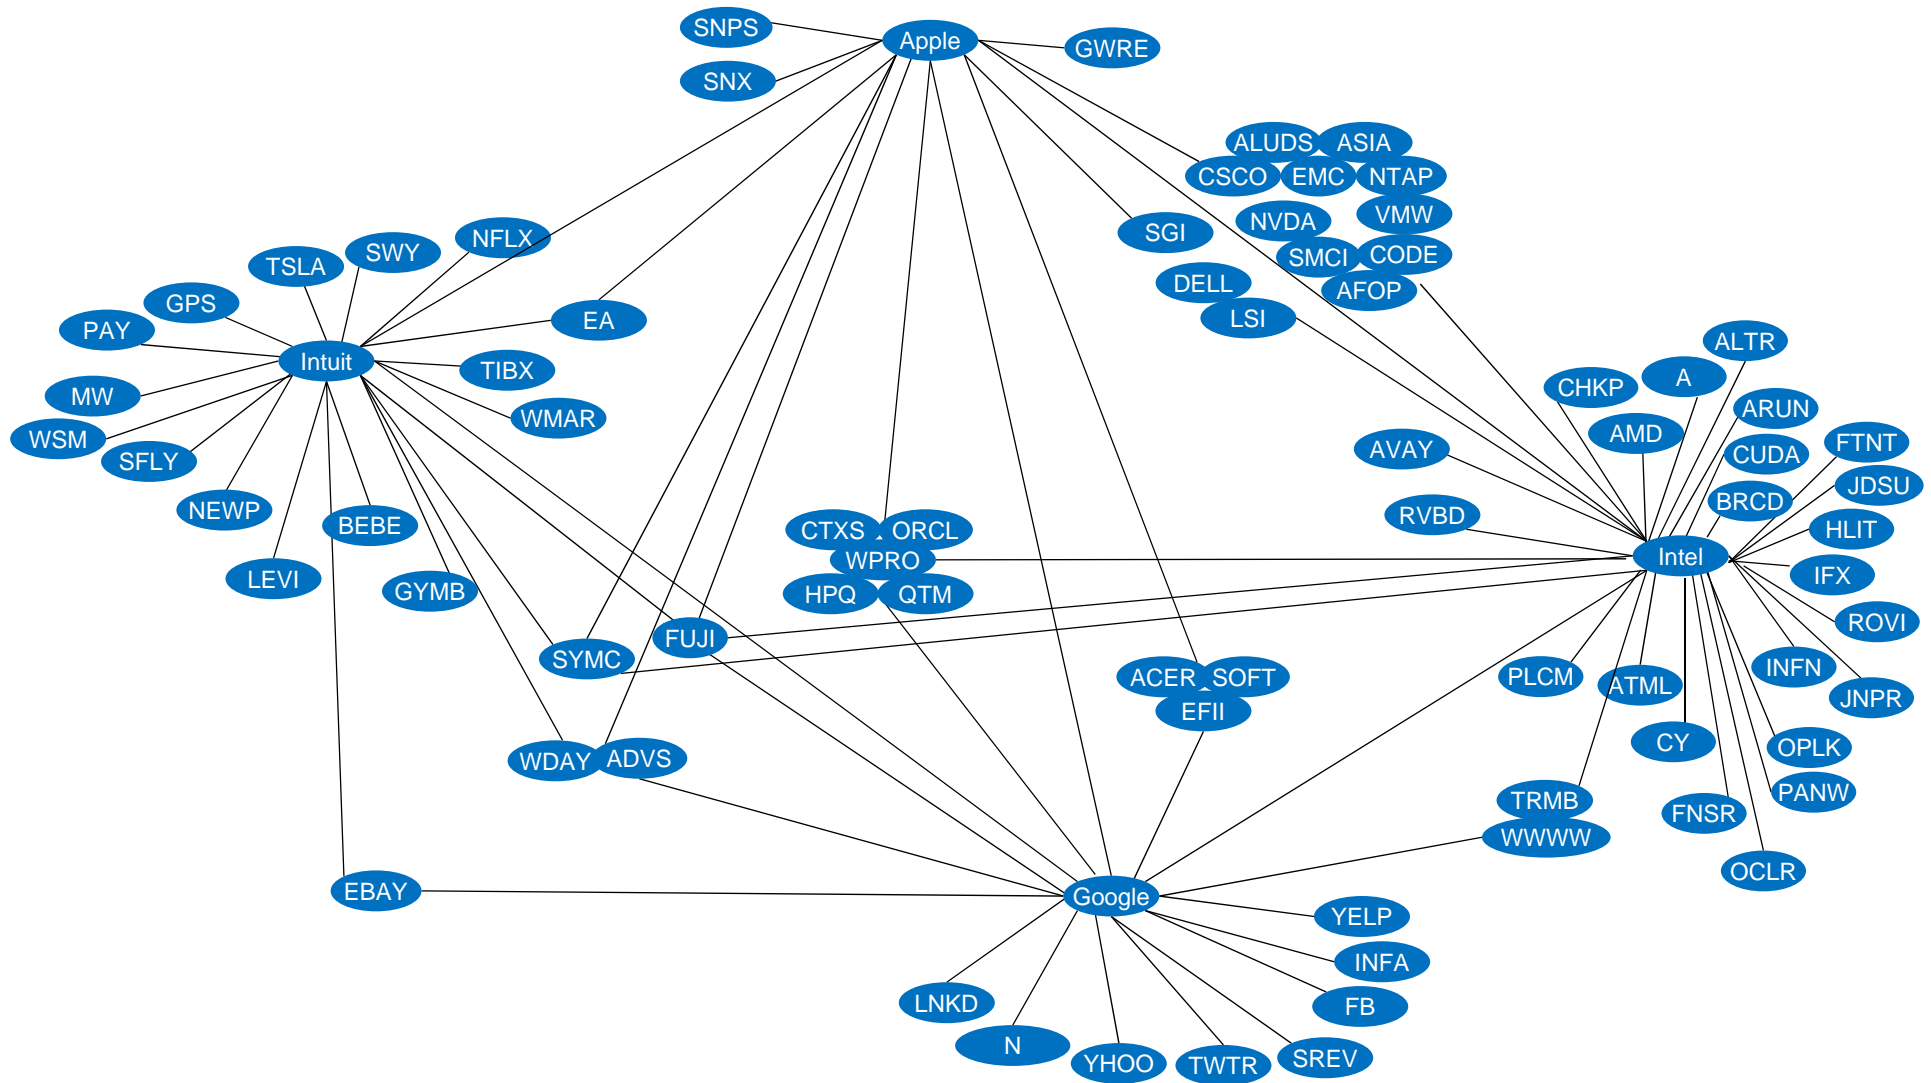 SNPS
Apple
GWRE
SNX
ALUDS
ASIA
CSCO
EMC
NTAP
NVDA
VMW
SGI
SMCI
CODE
DELL
AFOP
LSI
NFLX
SWY
TSLA
GPS
PAY
EA
Intuit
TIBX
MW
WMAR
WSM
SFLY
NEWP
BEBE
LEVI
GYMB
ALTR
A
CHKP
ARUN
AMD
FTNT
AVAY
CUDA
JDSU
BRCD
RVBD
HLIT
Intel
IFX
ROVI
INFN
JNPR
PLCM
ATML
CY
OPLK
PANW
TRMB
FNSR
WWWW
OCLR
CTXS
ORCL
WPRO
HPQ
QTM
FUJI
SYMC
ACER
SOFT
EFII
WDAY
ADVS
EBAY
Google
YELP
INFA
LNKD
FB
N
YHOO
TWTR
SREV